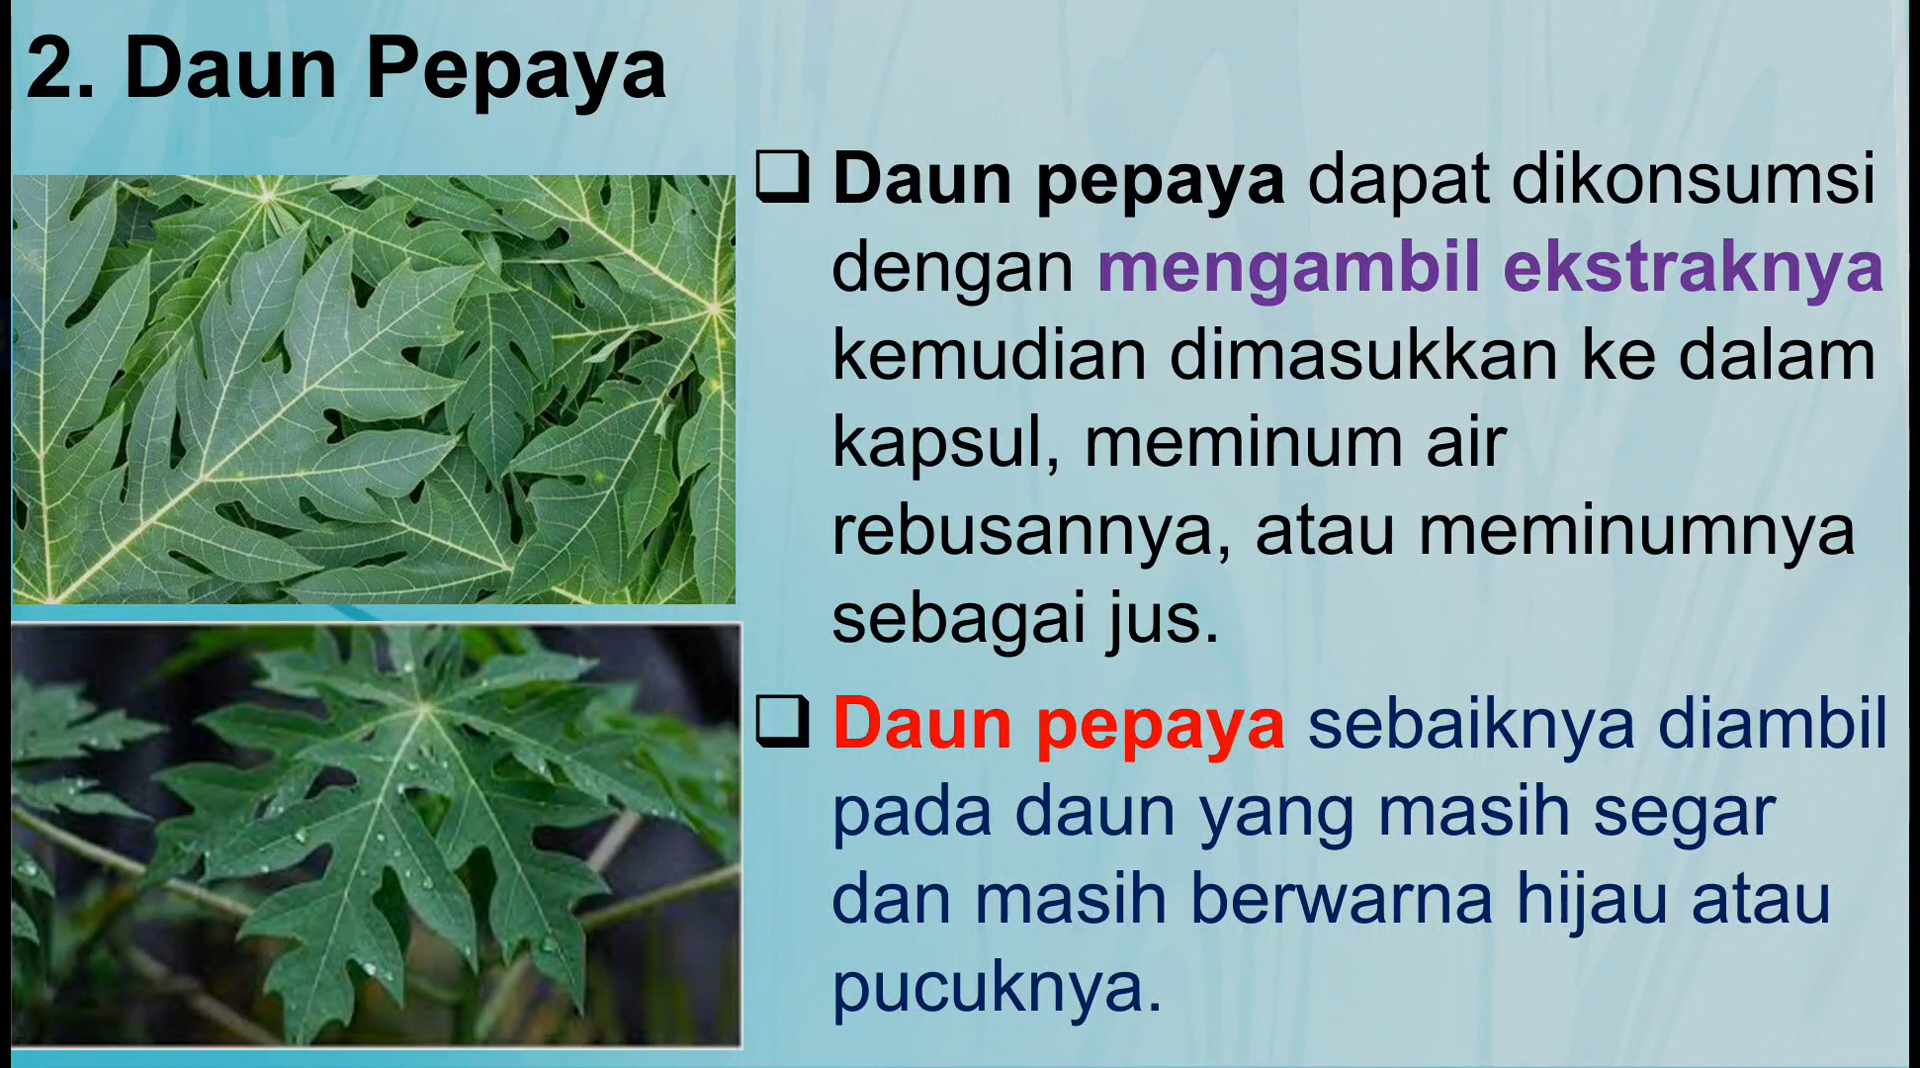 2. Daun Pepaya
❑ Daun pepaya dapat dikonsumsi
dengan mengambil ekstraknya
kemudian dimasukkan ke dalam
kapsul, meminum air
rebusannya, atau meminumnya
sebagai jus.
❑ Daun pepaya sebaiknya diambil
pada daun yang masih segar
dan masih berwarna hijau atau
pucuknya.